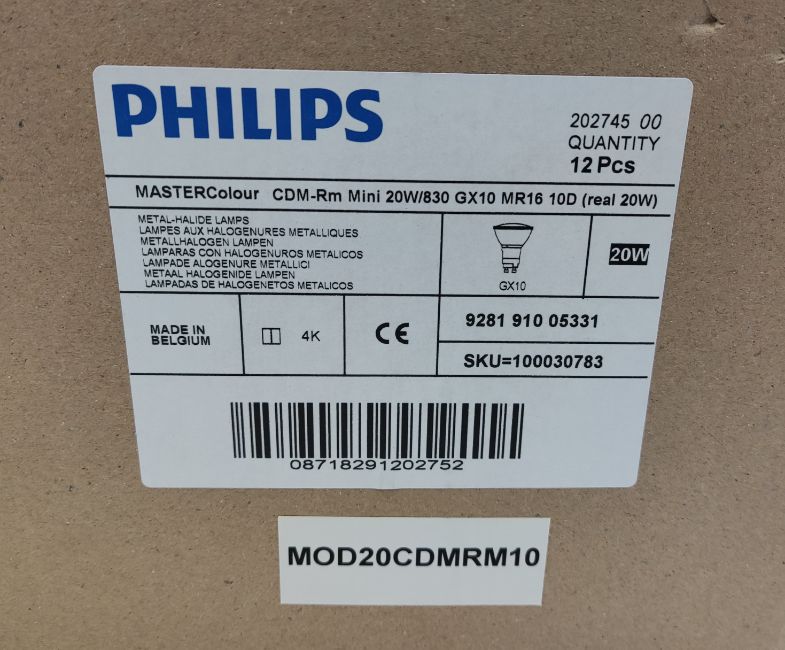 PHILIPS
202745 00
QUANTITY
12 Pcs
MASTERColour CDM-Rm Mini 20W/830 GX10 MR16 10D (real 20W)
METAL-HALIDE LAMPS
LAMPES AUX HALOGENURES METALLIQUES
METALLHALOGEN LAMPEN
LAMPARAS CON HALOGENUROS METALICOS
LAMPADE ALOGENURE METALLICI
METAAL HALOGENIDE LAMPEN
LAMPADAS DE HALOGENETOS METALICOS
GX10
20W
MADE IN
BELGIUM
4K
CE
9281 910 05331
SKU=100030783
08718291202752
MOD20CDMRM10